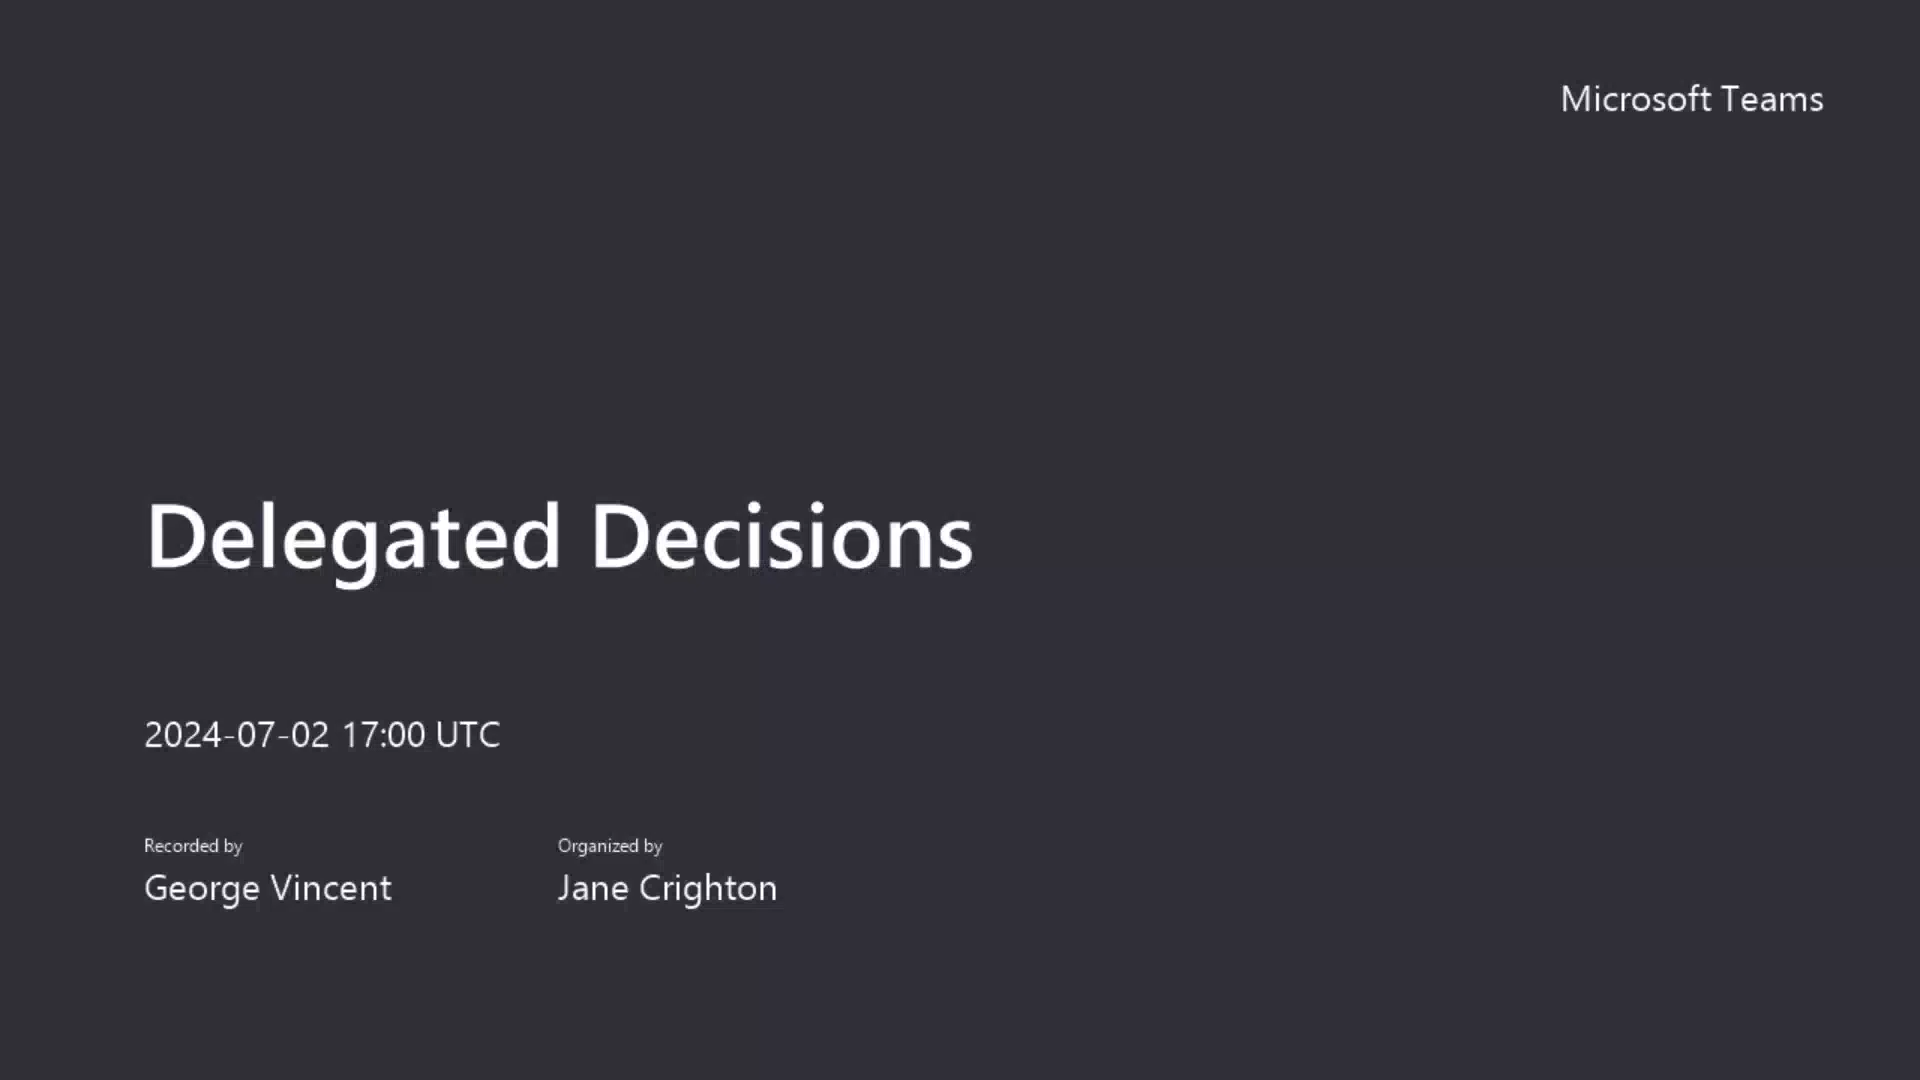 Microsoft Teams
Delegated Decisions
2024-07-02 17:00 UTC
Recorded by
George Vincent
Organized by
Jane Crighton